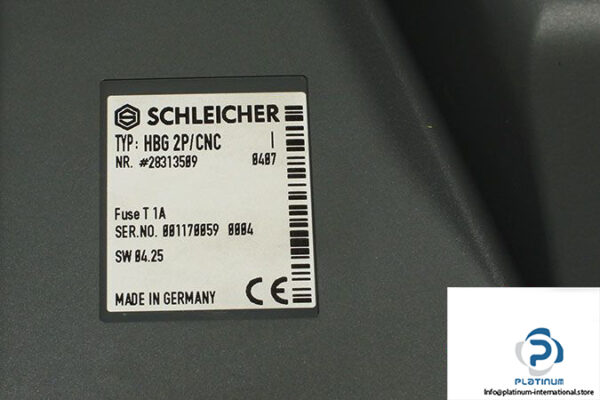 SCHLEICHER
TYP: HBG 2P/CNC I
NR. #28313509 0407
Fuse T 1A
SER.NO. 001170059 0004
SW 04.25
MADE IN GERMANY CE
PLATINUM
Info@platinum-international.store